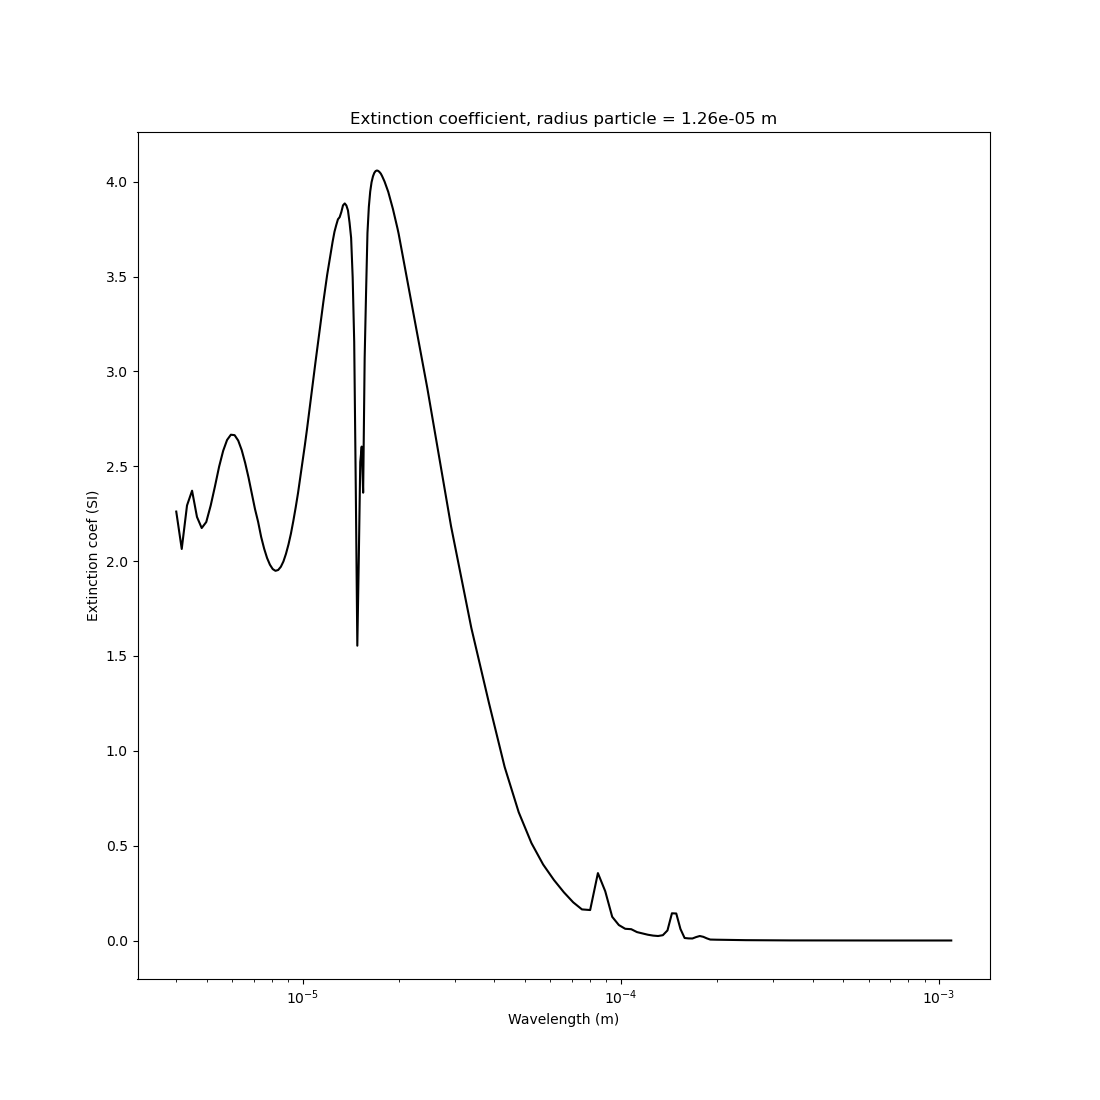 Extinction coefficient, radius particle = 1.26e-05 m
4.0
3.5
3.0
2.5
2.0
1.5
1.0
0.5
0.0
Extinction coef (SI)
10⁻⁵ 10⁻⁴ 10⁻³
Wavelength (m)